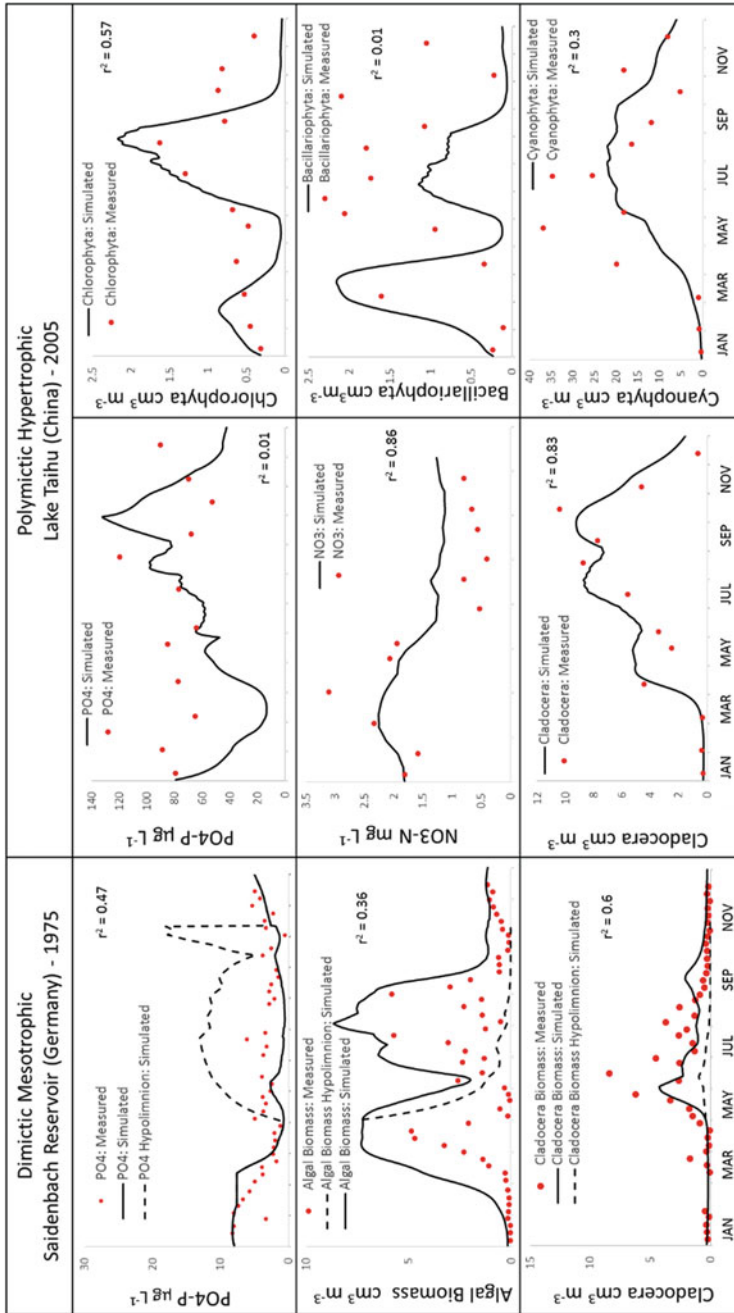 Dimictic Mesotrophic
Saidenbach Reservoir (Germany) - 1975
Polymictic Hypertrophic
Lake Taihu (China) - 2005
PO4-P µg L-1
30
20
10
0
PO4: Measured
PO4: Simulated
PO4 Hypolimnion: Simulated
r² = 0.47
PO4-P µg L-1
140
120
100
80
60
40
20
0
PO4: Simulated
PO4: Measured
r² = 0.01
Chlorophyta cm³ m-³
2.5
2
1.5
1
0.5
0
Chlorophyta: Simulated
Chlorophyta: Measured
r² = 0.57
Algal Biomass cm³ m-³
10
5
0
Algal Biomass: Measured
Algal Biomass Hypolimnion: Simulated
Algal Biomass: Simulated
r² = 0.36
NO3-N mg L-1
3.5
3
2.5
2
1.5
1
0.5
0
NO3: Simulated
NO3: Measured
r² = 0.86
Bacillariophyta cm³m-³
2.5
2
1.5
1
0.5
0
Bacillariophyta: Simulated
Bacillariophyta: Measured
r² = 0.01
Cladocera cm³ m-³
15
10
5
0
Cladocera Biomass: Measured
Cladocera Biomass: Simulated
Cladocera Biomass Hypolimnion: Simulated
r² = 0.6
JAN MAR MAY JUL SEP NOV
Cladocera cm³ m-³
12
10
8
6
4
2
0
Cladocera: Simulated
Cladocera: Measured
r² = 0.83
JAN MAR MAY JUL SEP NOV
Cyanophyta cm³ m-³
40
30
20
10
0
Cyanophyta: Simulated
Cyanophyta: Measured
r² = 0.3
JAN MAR MAY JUL SEP NOV